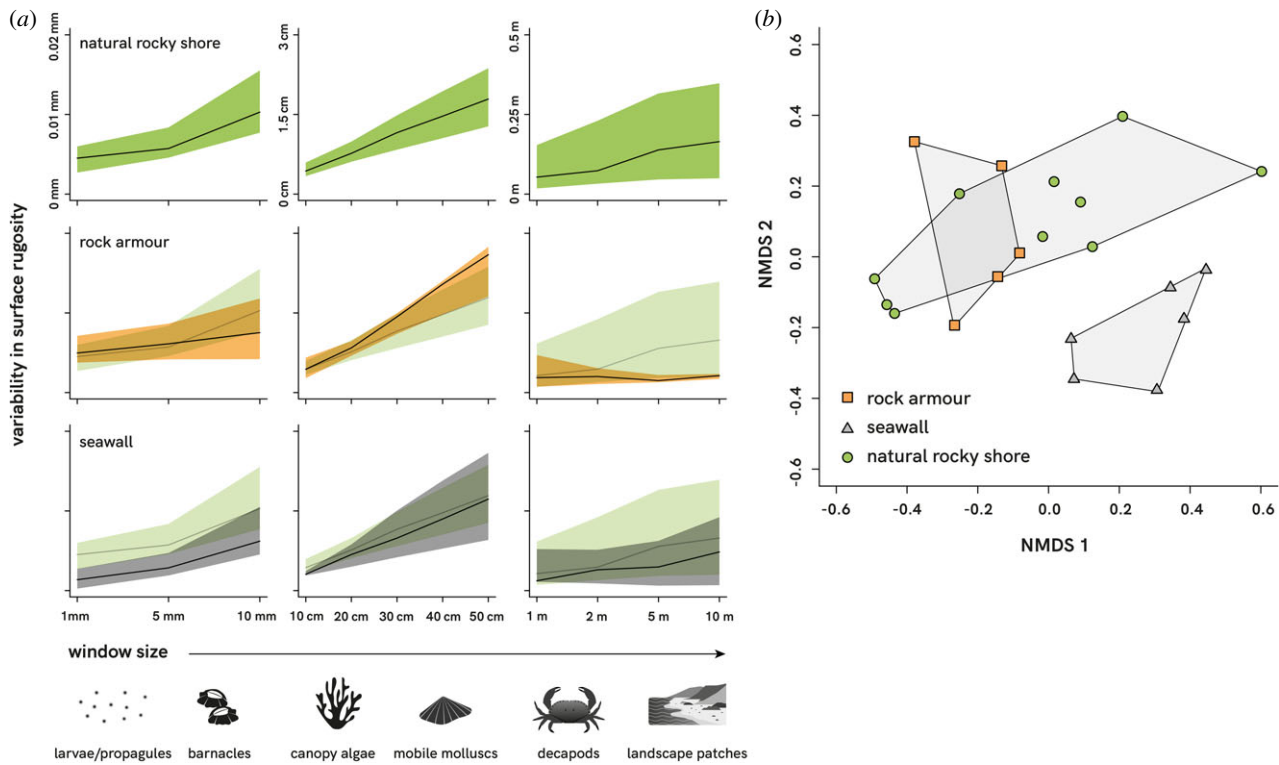 (a)
variability in surface rugosity
natural rocky shore
0.02 mm
0.01 mm
0 mm
3 cm
1.5 cm
0 cm
0.5 m
0.25 m
0 m
rock armour
seawall
1mm 5 mm 10 mm
10 cm 20 cm 30 cm 40 cm 50 cm
1 m 2 m 5 m 10 m
window size
larvae/propagules barnacles canopy algae mobile molluscs decapods landscape patches
(b)
NMDS 2
0.6
0.4
0.2
0.0
-0.2
-0.4
-0.6
rock armour
seawall
natural rocky shore
-0.6 -0.4 -0.2 0.0 0.2 0.4 0.6
NMDS 1